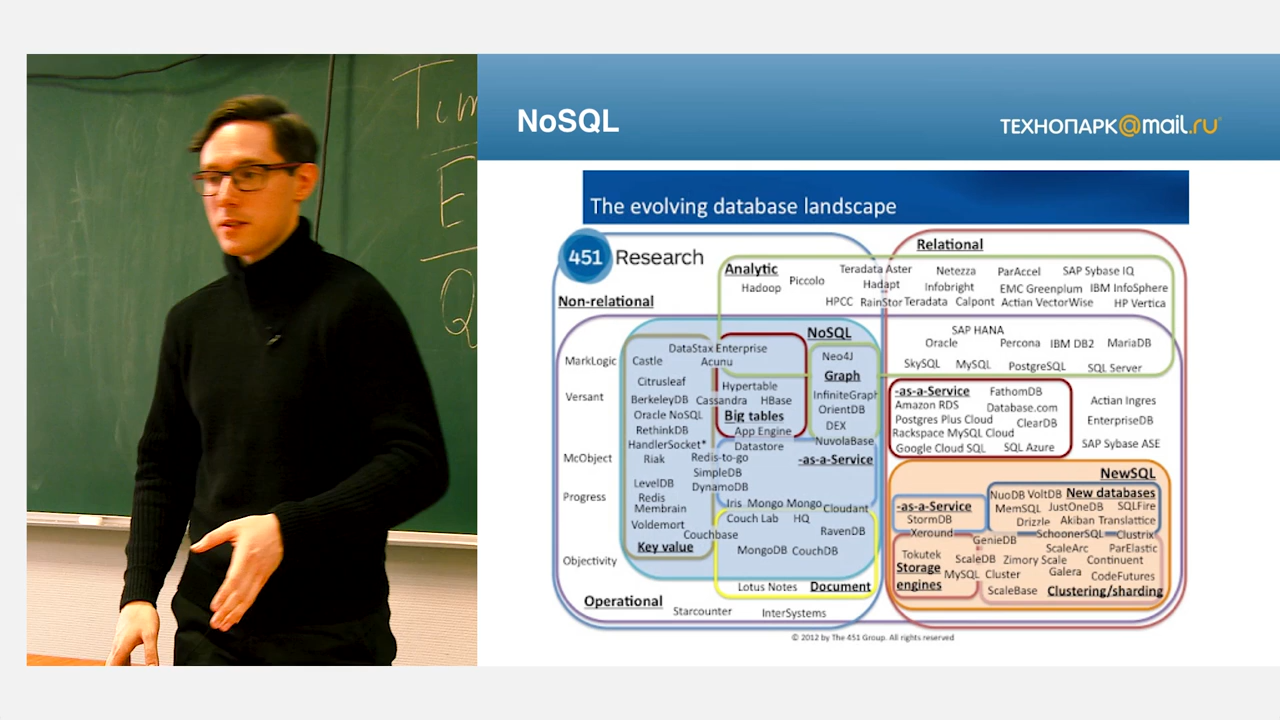 Tim
E
Q
NoSQL
ТЕХНОПАРК@mail.ru
The evolving database landscape
451 Research
Relational
Analytic
Teradata Aster Netezza ParAccel SAP Sybase IQ
Hadoop Piccolo Hadapt Infobright EMC Greenplum IBM InfoSphere
HPCC RainStor Teradata Calpont Actian VectorWise HP Vertica
Non-relational
NoSQL
SAP HANA
Oracle Percona IBM DB2 MariaDB
SkySQL MySQL PostgreSQL SQL Server
MarkLogic
Versant
McObject
Progress
Objectivity
DataStax Enterprise
Castle Acunu
Citrusleaf
BerkeleyDB
Oracle NoSQL
RethinkDB
HandlerSocket*
Riak
LevelDB
Redis
Membrain
Voldemort
Couchbase
Key value
Hypertable
Cassandra HBase
Big tables
App Engine
Datastore
Redis-to-go
SimpleDB
DynamoDB
-as-a-Service
Iris Mongo Mongo Cloudant
Couch Lab HQ
RavenDB
MongoDB CouchDB
Lotus Notes Document
Neo4J
Graph
InfiniteGraph
OrientDB
DEX
NuvolaBase
-as-a-Service FathomDB
Amazon RDS Database.com
Postgres Plus Cloud ClearDB
Rackspace MySQL Cloud
Google Cloud SQL SQL Azure
Actian Ingres
EnterpriseDB
SAP Sybase ASE
NewSQL
NuoDB VoltDB New databases
MemSQL JustOneDB SQLFire
Drizzle Akiban Translattice
SchoonerSQL Clustrix
-as-a-Service
StormDB
Xeround
GenieDB
ScaleArc ParElastic
Tokutek ScaleDB Zimory Scale Continuent
Storage
engines
MySQL Cluster Galera CodeFutures
ScaleBase Clustering/sharding
Operational
Starcounter InterSystems
© 2012 by The 451 Group. All rights reserved